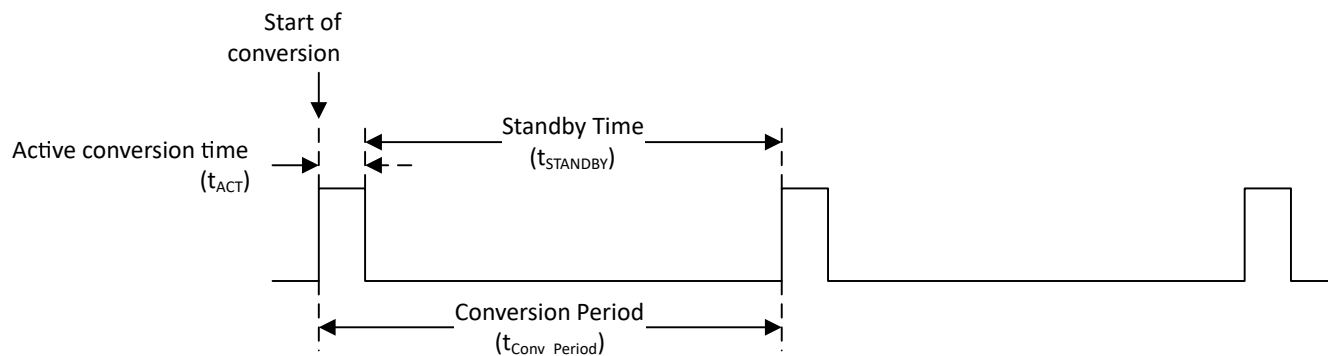 Start of
conversion
Standby Time
(tSTANDBY)
Active conversion time
(tACT)
Conversion Period
(tConv_Period)